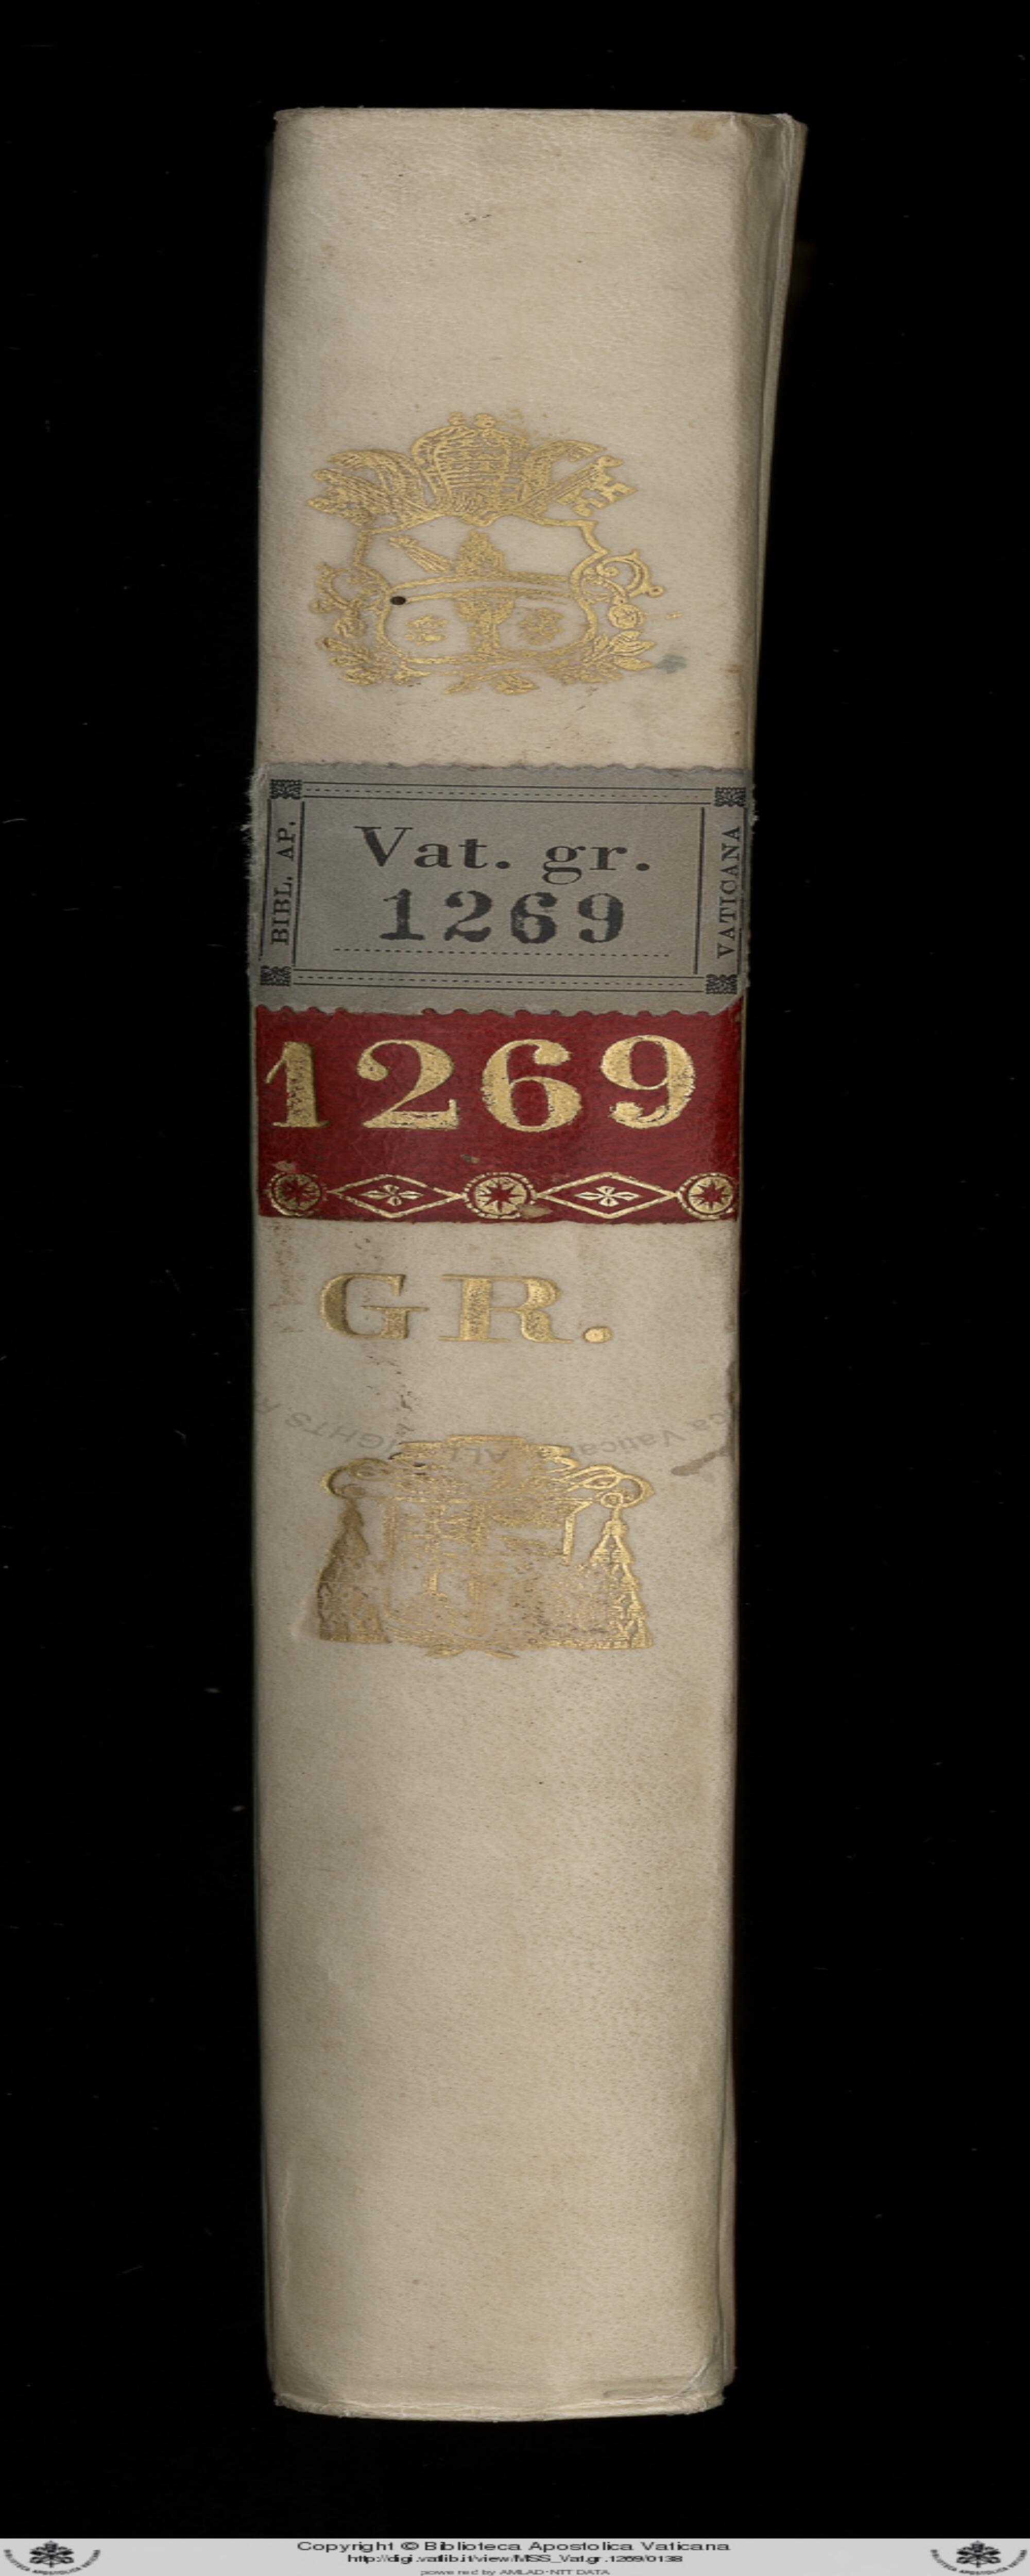 BIBL. AP.
Vat. gr.
1269
VATICANA
1269
GR.
Copyright © Biblioteca Apostolica Vaticana
http://digi.vatlib.it/view/MSS_Vat.gr.1269/0138
powered by AMLAD-NTT DATA